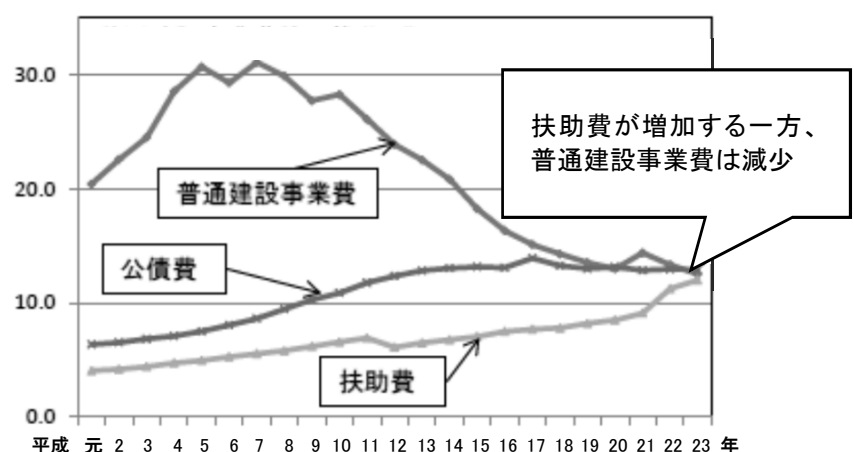 30.0
20.0
10.0
0.0
扶助費が増加する一方、
普通建設事業費は減少
普通建設事業費
公債費
扶助費
平成 元 2 3 4 5 6 7 8 9 10 11 12 13 14 15 16 17 18 19 20 21 22 23 年